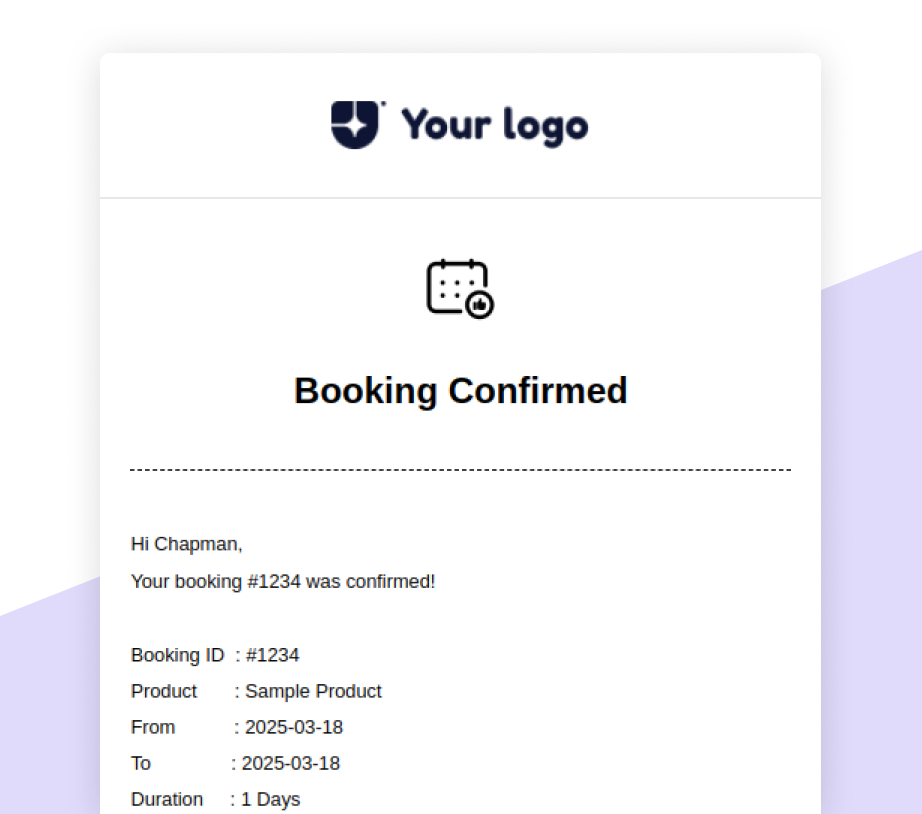 Your logo
Booking Confirmed
Hi Chapman,
Your booking #1234 was confirmed!
Booking ID : #1234
Product : Sample Product
From : 2025-03-18
To : 2025-03-18
Duration : 1 Days